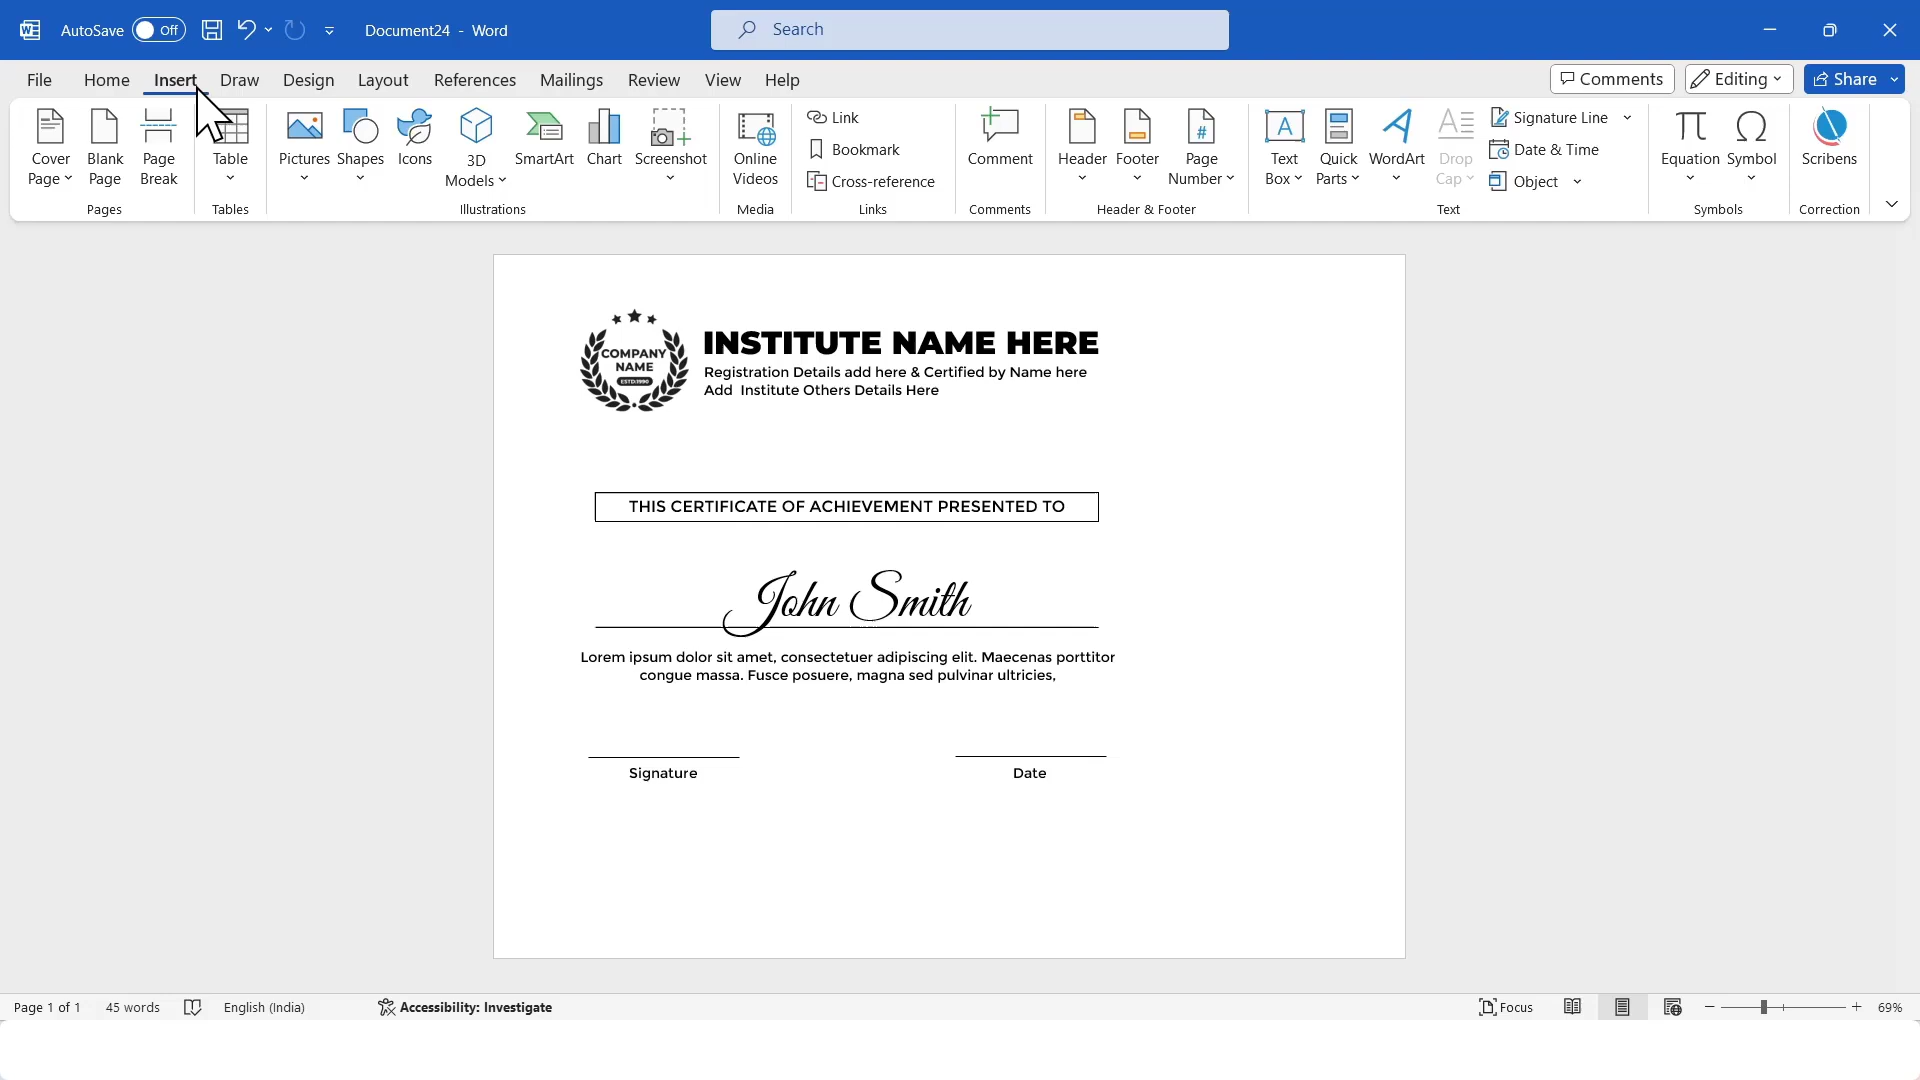 AutoSave Off Document24 - Word Search
File Home Insert Draw Design Layout References Mailings Review View Help Comments Editing Share
Cover Page
Blank Page
Page Break
Pages
Table
Tables
Pictures
Shapes
Icons
3D Models
SmartArt
Chart
Screenshot
Illustrations
Online Videos
Media
Link
Bookmark
Cross-reference
Links
Comment
Comments
Header
Footer
Page Number
Header & Footer
Text Box
Quick Parts
WordArt
Drop Cap
Signature Line
Date & Time
Object
Text
Equation
Symbol
Symbols
Scribens
Correction
COMPANY
NAME
ESTD:1990
INSTITUTE NAME HERE
Registration Details add here & Certified by Name here
Add Institute Others Details Here
THIS CERTIFICATE OF ACHIEVEMENT PRESENTED TO
John Smith
Lorem ipsum dolor sit amet, consectetuer adipiscing elit. Maecenas porttitor
congue massa. Fusce posuere, magna sed pulvinar ultricies,
Signature Date
Page 1 of 1 45 words English (India) Accessibility: Investigate Focus 69%